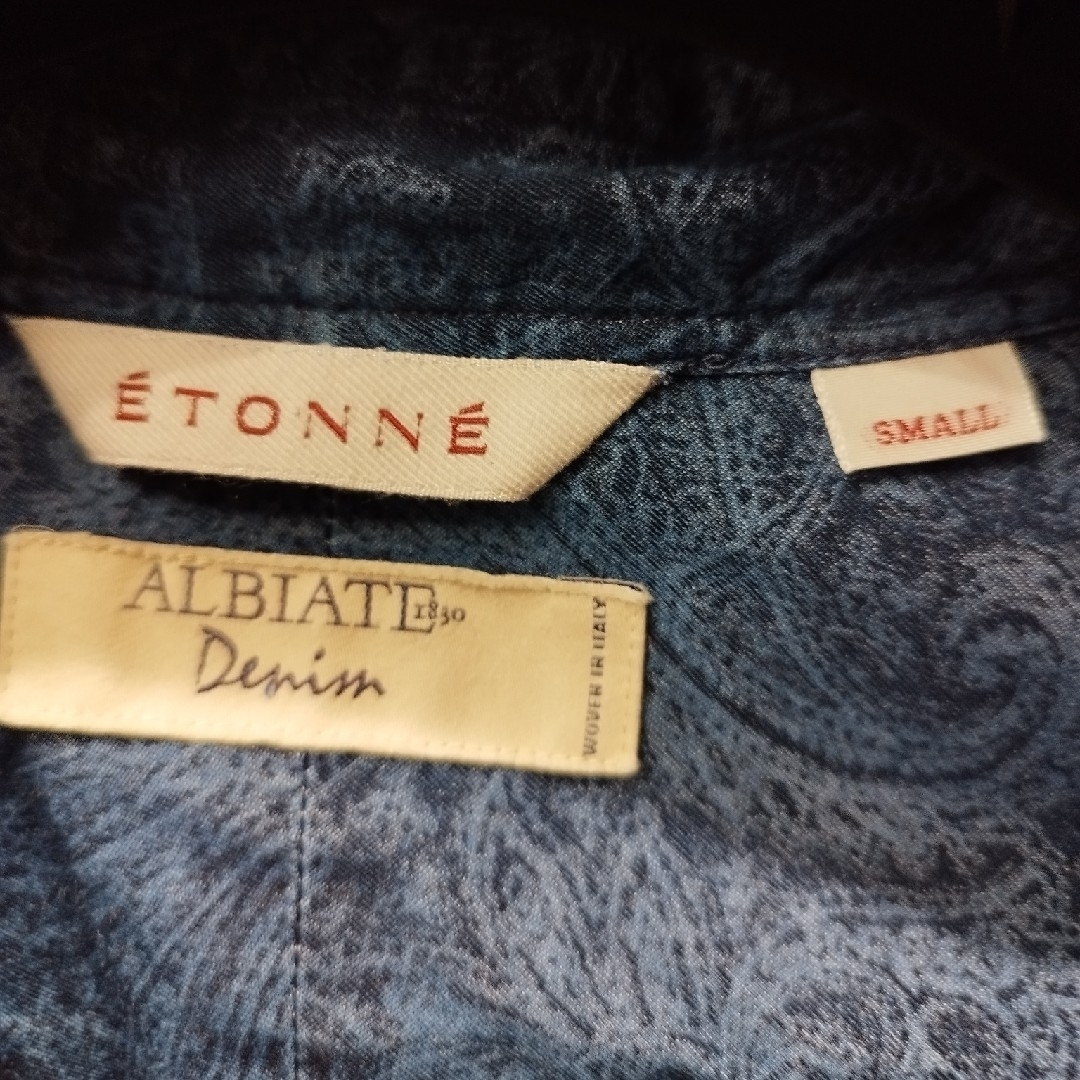 ÉTONNÉ
SMALL
ALBIATE 1830
Denim
WOVEN IN ITALY